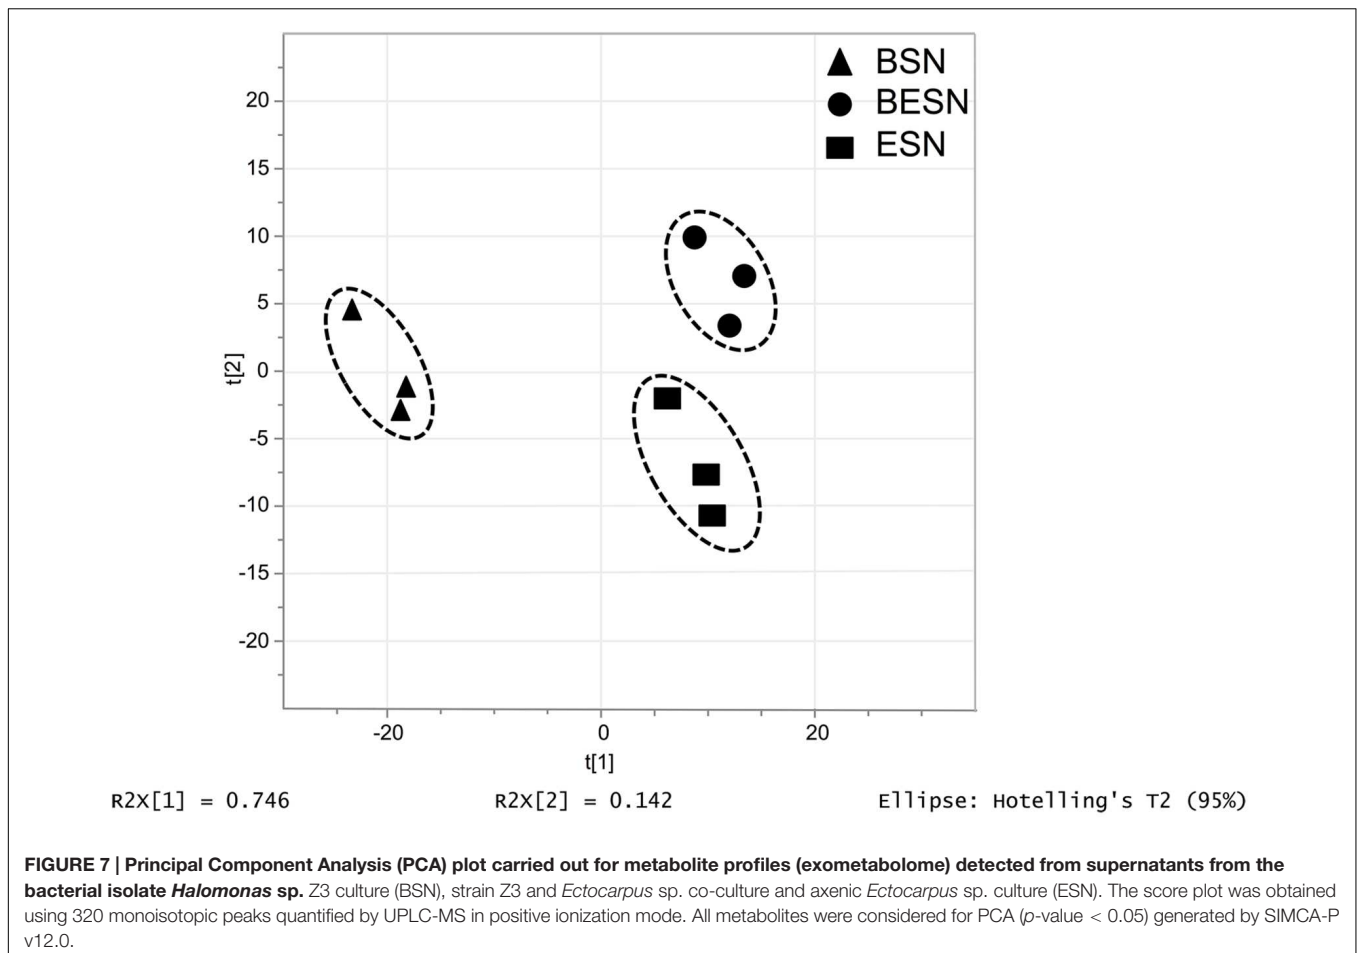 BSN
BESN
ESN
20
15
10
5
0
-5
-10
-15
-20
t[2]
-20
0
20
t[1]
R2X[1] = 0.746
R2X[2] = 0.142
Ellipse: Hotelling's T2 (95%)
FIGURE 7 | Principal Component Analysis (PCA) plot carried out for metabolite profiles (exometabolome) detected from supernatants from the
bacterial isolate Halomonas sp. Z3 culture (BSN), strain Z3 and Ectocarpus sp. co-culture and axenic Ectocarpus sp. culture (ESN). The score plot was obtained
using 320 monoisotopic peaks quantified by UPLC-MS in positive ionization mode. All metabolites were considered for PCA (p-value < 0.05) generated by SIMCA-P
v12.0.